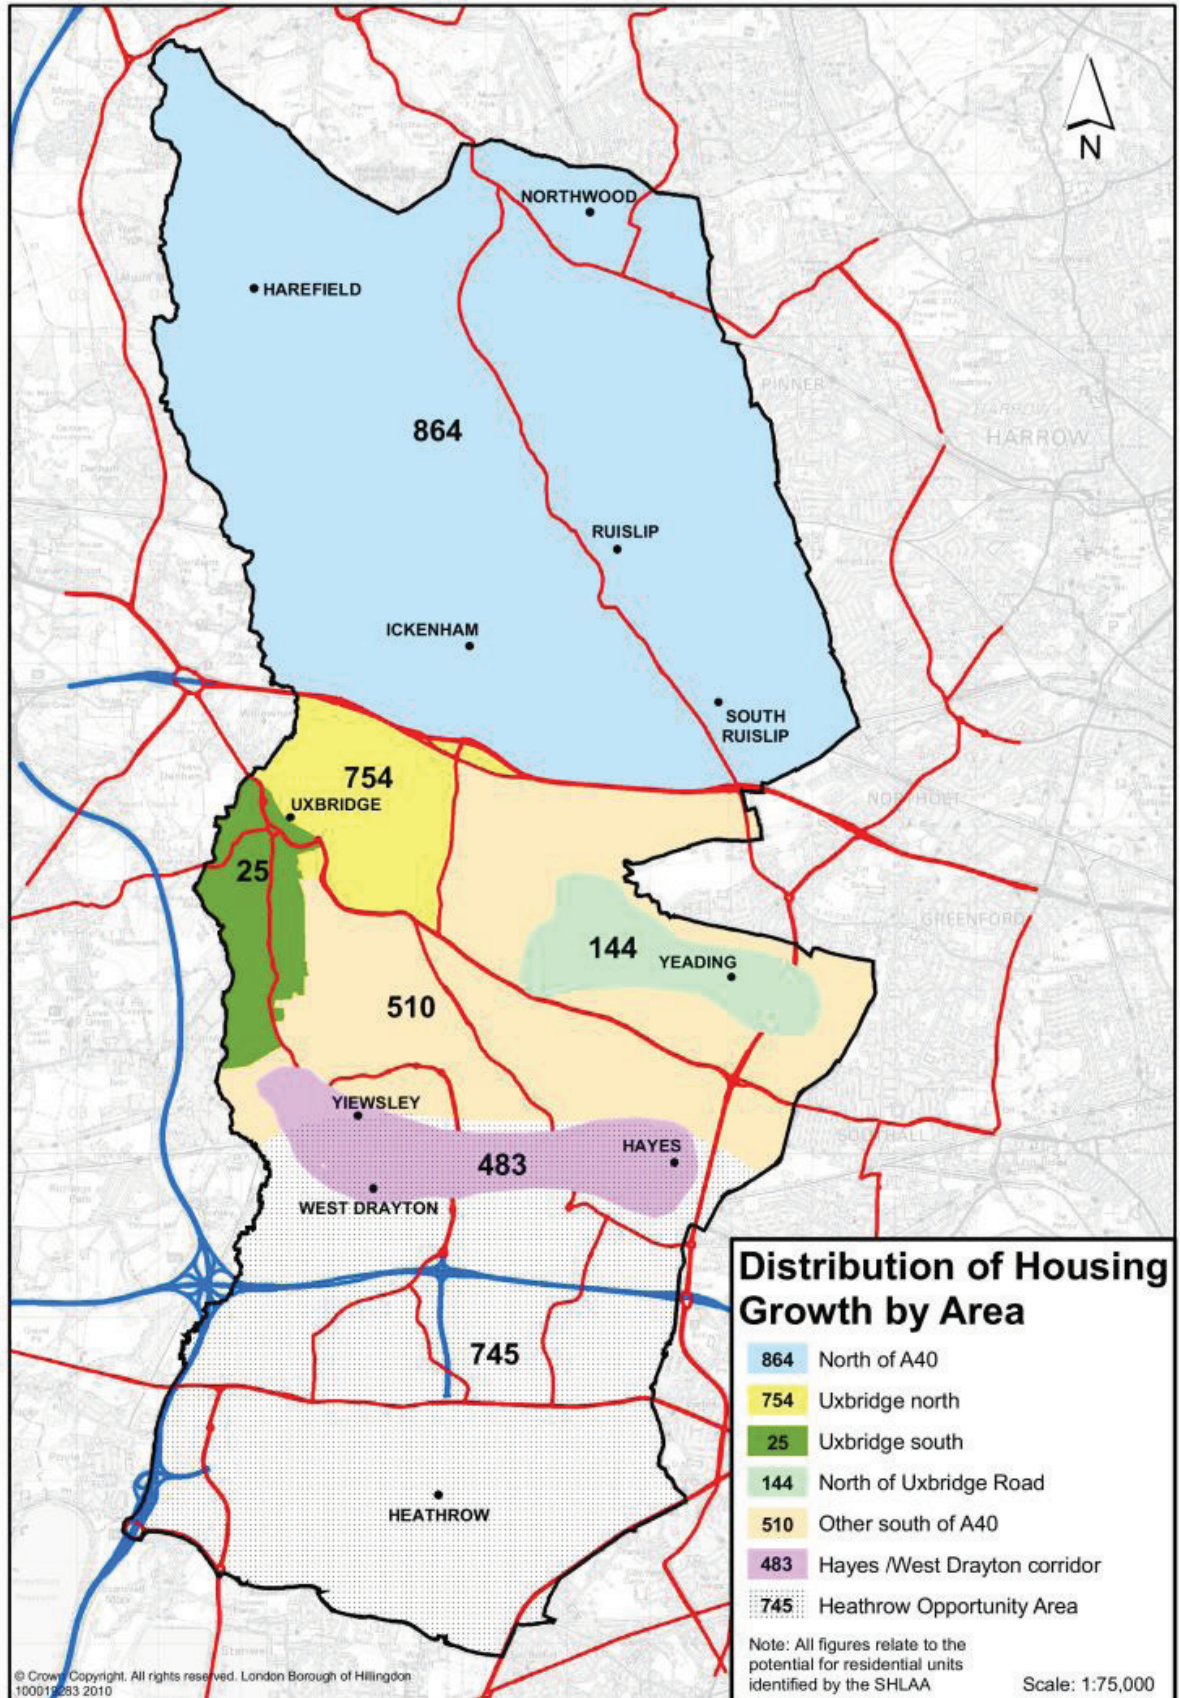 N
NORTHWOOD
HAREFIELD
PINNER
HARROW
HARROW
864
RUISLIP
ICKENHAM
SOUTH
RUISLIP
754
UXBRIDGE
NORTHOLT
25
GREENFORD
144
YEADING
510
YIEWSLEY
SOUTHALL
HAYES
483
WEST DRAYTON
745
HEATHROW
Stanwell
Distribution of Housing
Growth by Area
864 North of A40
754 Uxbridge north
25 Uxbridge south
144 North of Uxbridge Road
510 Other south of A40
483 Hayes /West Drayton corridor
745 Heathrow Opportunity Area
Note: All figures relate to the
potential for residential units
identified by the SHLAA
Scale: 1:75,000
© Crown Copyright. All rights reserved. London Borough of Hillingdon
100019283 2010